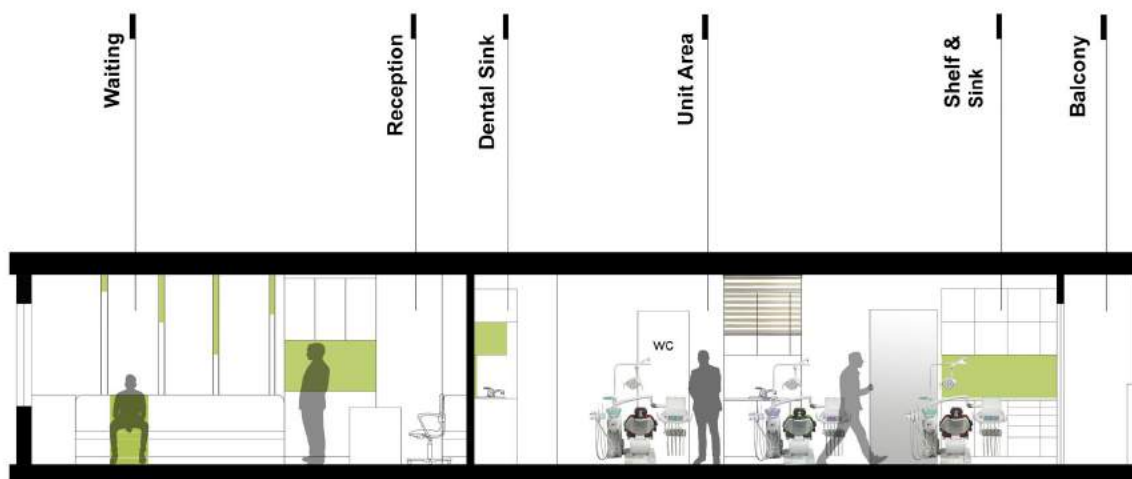 Waiting
Reception
Dental Sink
Unit Area
Shelf &
Sink
Balcony
WC